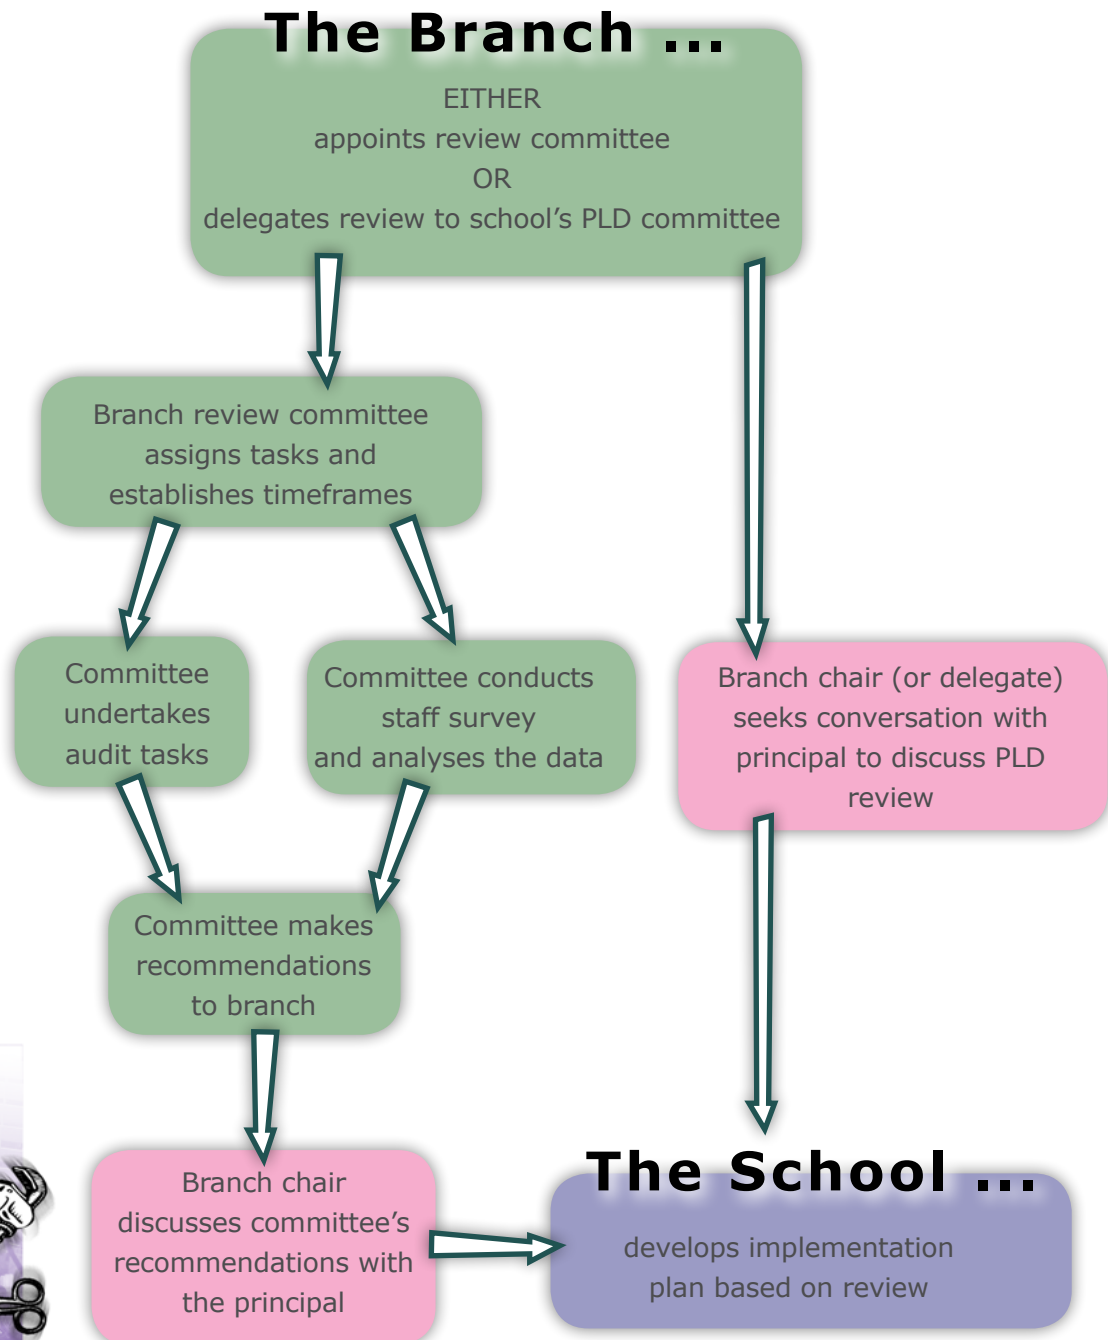 The Branch ...
EITHER
appoints review committee
OR
delegates review to school's PLD committee
Branch review committee
assigns tasks and
establishes timeframes
Committee
undertakes
audit tasks
Committee conducts
staff survey
and analyses the data
Branch chair (or delegate)
seeks conversation with
principal to discuss PLD
review
Committee makes
recommendations
to branch
Branch chair
discusses committee's
recommendations with
the principal
The School ...
develops implementation
plan based on review